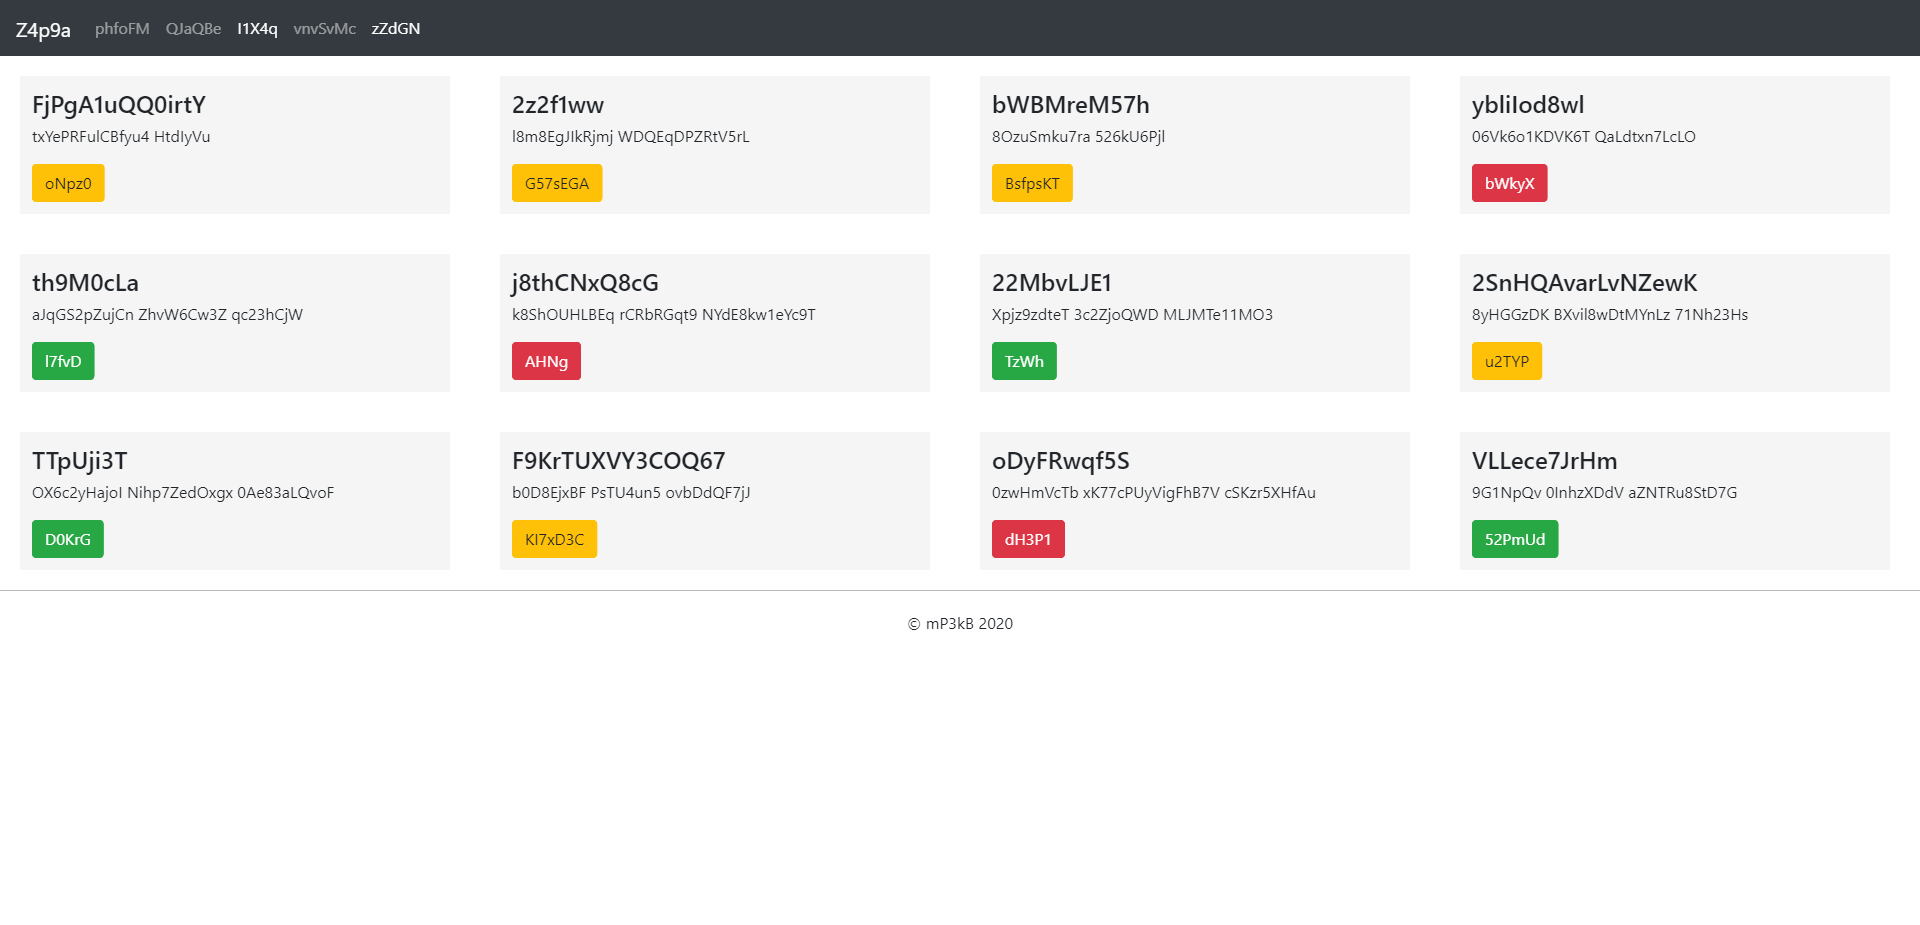 Z4p9a phfoFM QJaQBe I1X4q vnvSvMc zZdGN
FjPgA1uQQ0irtY
txYePRFulCBfyu4 HtdIyVu
oNpz0
2z2f1ww
l8m8EgJIkRjmj WDQEqDPZRtV5rL
G57sEGA
bWBMreM57h
8OzuSmku7ra 526kU6Pjl
BsfpsKT
ybliIod8wl
06Vk6o1KDVK6T QaLdtxn7LcLO
bWkyX
th9M0cLa
aJqGS2pZujCn ZhvW6Cw3Z qc23hCjW
l7fvD
j8thCNxQ8cG
k8ShOUHLBEq rCRbRGqt9 NYdE8kw1eYc9T
AHNg
22MbvLJE1
Xpjz9zdteT 3c2ZjoQWD MLJMTe11MO3
TzWh
2SnHQAvarLvNZewK
8yHGGzDK BXvil8wDtMYnLz 71Nh23Hs
u2TYP
TTpUji3T
OX6c2yHajoI Nihp7ZedOxgx 0Ae83aLQvoF
D0KrG
F9KrTUXVY3COQ67
b0D8EjxBF PsTU4un5 ovbDdQF7jJ
KI7xD3C
oDyFRwqf5S
0zwHmVcTb xK77cPUyVigFhB7V cSKzr5XHfAu
dH3P1
VLLece7JrHm
9G1NpQv 0InhzXDdV aZNTRu8StD7G
52PmUd
© mP3kB 2020